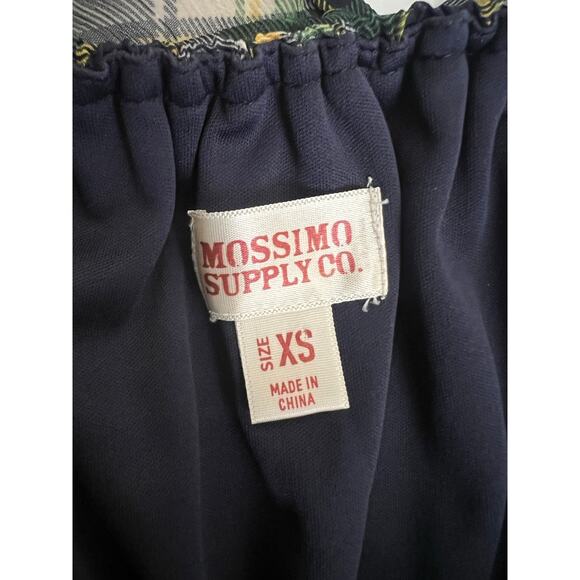 MOSSIMO
SUPPLY CO.
SIZE XS
MADE IN
CHINA